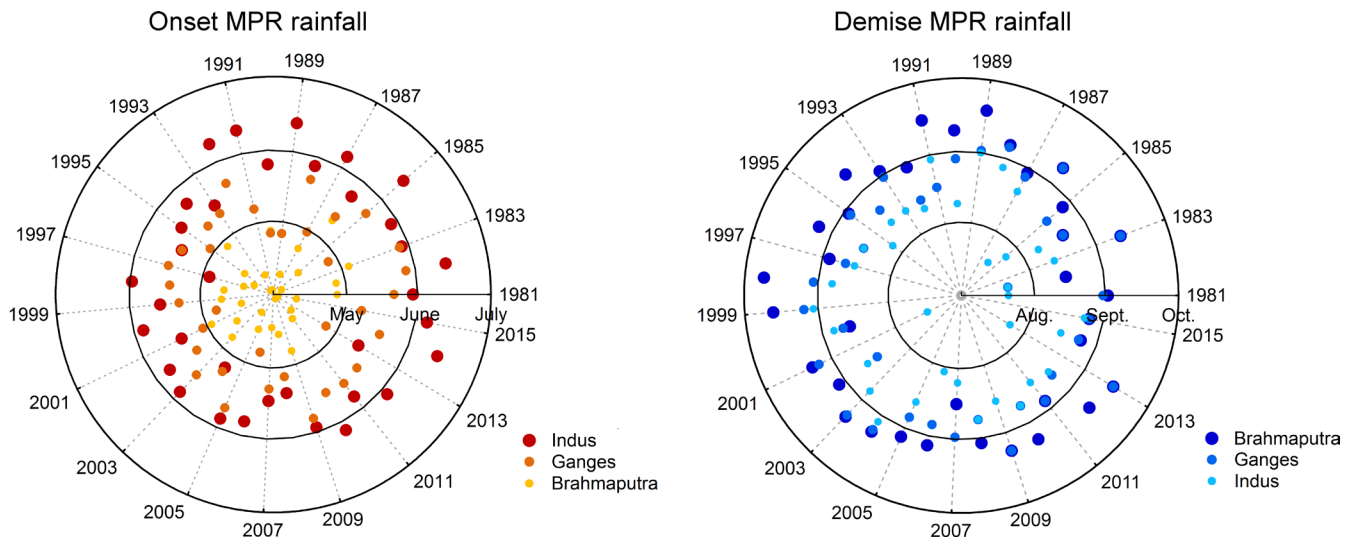 Onset MPR rainfall
1991
1989
1993
1987
1995
1985
1997
1983
1981
1999
May
June
July
2015
2001
2013
2003
2011
2005
2007
2009
Indus
Ganges
Brahmaputra
Demise MPR rainfall
1991
1989
1993
1987
1995
1985
1997
1983
1981
1999
Aug.
Sept.
Oct.
2015
2001
2013
2003
2011
2005
2007
2009
Brahmaputra
Ganges
Indus